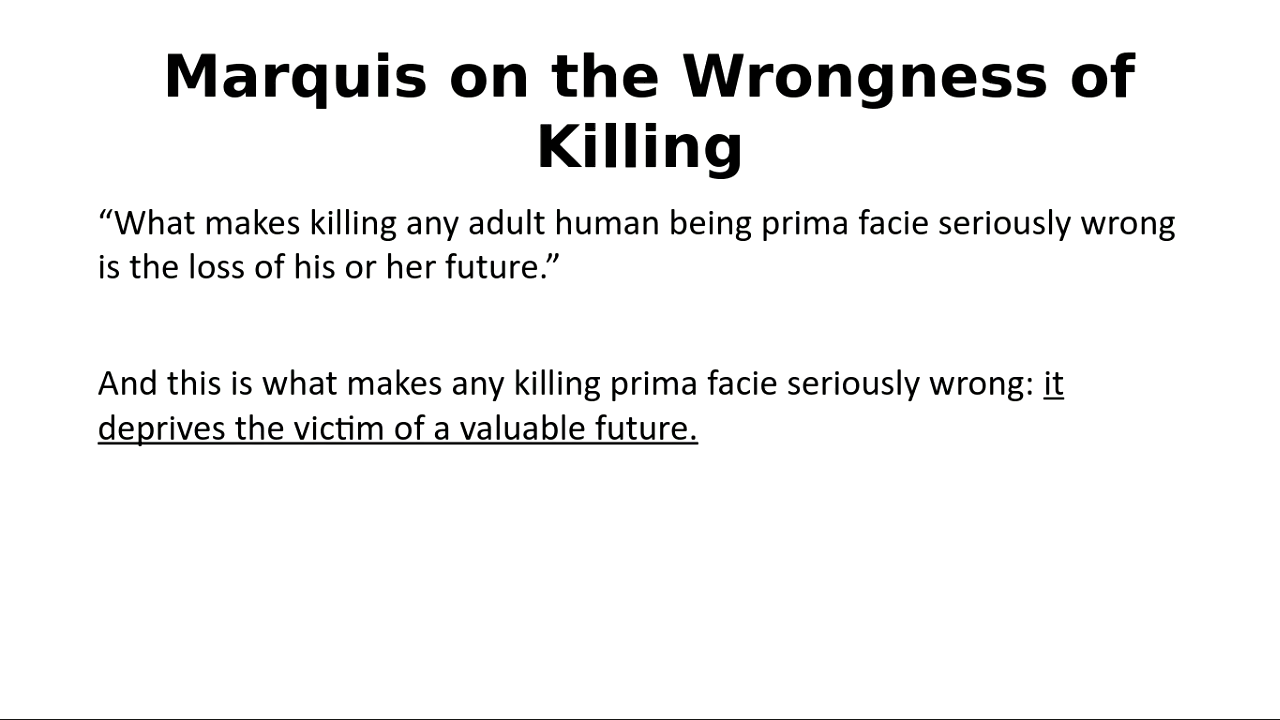 Marquis on the Wrongness of
Killing
“What makes killing any adult human being prima facie seriously wrong
is the loss of his or her future.”
And this is what makes any killing prima facie seriously wrong: it
deprives the victim of a valuable future.